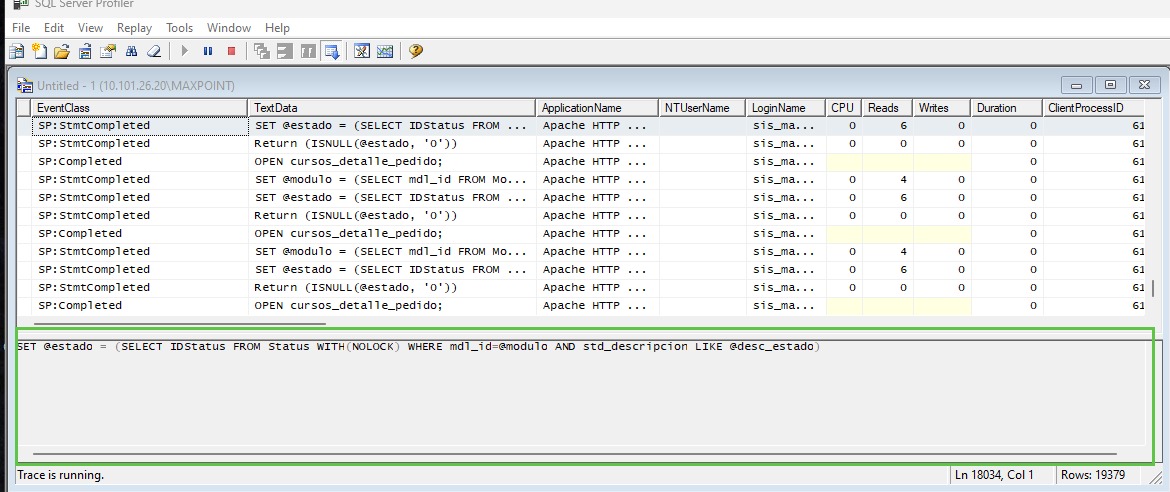 SQL Server Profiler
File Edit View Replay Tools Window Help
Untitled - 1 (10.101.26.20\MAXPOINT)
EventClass TextData ApplicationName NTUserName LoginName CPU Reads Writes Duration ClientProcessID
SP:StmtCompleted SET @estado = (SELECT IDStatus FROM ... Apache HTTP ... sis_ma... 0 6 0 0 61
SP:StmtCompleted Return (ISNULL(@estado, '0')) Apache HTTP ... sis_ma... 0 0 0 0 61
SP:Completed OPEN cursos_detalle_pedido; Apache HTTP ... sis_ma... 0 61
SP:StmtCompleted SET @modulo = (SELECT mdl_id FROM Mo... Apache HTTP ... sis_ma... 0 4 0 0 61
SP:StmtCompleted SET @estado = (SELECT IDStatus FROM ... Apache HTTP ... sis_ma... 0 6 0 0 61
SP:StmtCompleted Return (ISNULL(@estado, '0')) Apache HTTP ... sis_ma... 0 0 0 0 61
SP:Completed OPEN cursos_detalle_pedido; Apache HTTP ... sis_ma... 0 61
SP:StmtCompleted SET @modulo = (SELECT mdl_id FROM Mo... Apache HTTP ... sis_ma... 0 4 0 0 61
SP:StmtCompleted SET @estado = (SELECT IDStatus FROM ... Apache HTTP ... sis_ma... 0 6 0 0 61
SP:StmtCompleted Return (ISNULL(@estado, '0')) Apache HTTP ... sis_ma... 0 0 0 0 61
SP:Completed OPEN cursos_detalle_pedido; Apache HTTP ... sis_ma... 0 61
SET @estado = (SELECT IDStatus FROM Status WITH(NOLOCK) WHERE mdl_id=@modulo AND std_descripcion LIKE @desc_estado)
Trace is running. Ln 18034, Col 1 Rows: 19379